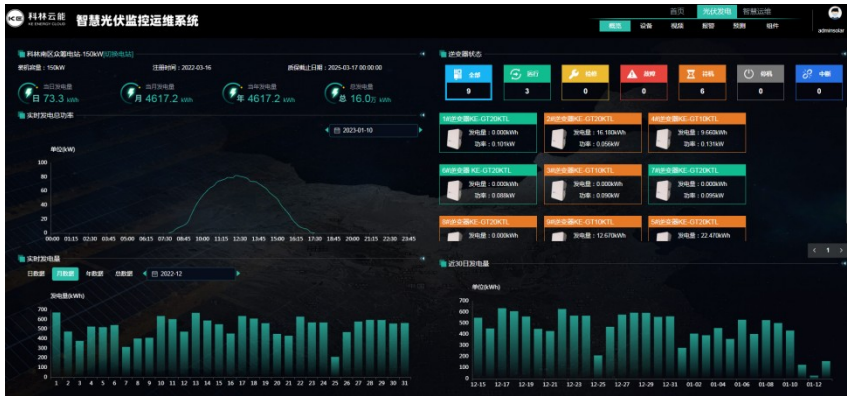 科林云能
KE ENERGY CLOUD
智慧光伏监控运维系统
首页 光伏发电 智慧运维
概览 设备 视频 报警 预测 组件
adminsolar
科林南区众筹电站-150kW[切换电站]
装机容量：150kW 注册时间：2022-03-16 质保截止日期：2025-03-17 00:00:00
当日发电量
日 73.3 kWh
当月发电量
月 4617.2 kWh
当年发电量
年 4617.2 kWh
总发电量
总 16.0万 kWh
实时发电总功率
2023-01-10
单位(kW)
100
80
60
40
20
0
00:00 01:15 02:30 03:45 05:00 06:15 07:30 08:45 10:00 11:15 12:30 13:45 15:00 16:15 17:30 18:45 20:00 21:15 22:30 23:45
实时发电量
日数据 月数据 年数据 总数据 2022-12
发电量(kWh)
700
600
500
400
300
200
100
0
1 2 3 4 5 6 7 8 9 10 11 12 13 14 15 16 17 18 19 20 21 22 23 24 25 26 27 28 29 30 31
逆变器状态
全部 运行 告警 故障 待机 停机 中断
9 3 0 0 6 0 0
1#逆变器KE-GT20KTL
发电量：0.000kWh
功率：0.101kW
2#逆变器KE-GT20KTL
发电量：16.180kWh
功率：0.056kW
4#逆变器KE-GT10KTL
发电量：9.660kWh
功率：0.131kW
6#逆变器 KE-GT20KTL
发电量：0.000kWh
功率：0.088kW
3#逆变器KE-GT10KTL
发电量：0.000kWh
功率：0.090kW
7#逆变器KE-GT20KTL
发电量：0.000kWh
功率：0.095kW
8#逆变器KE-GT20KTL
发电量：0.000kWh
9#逆变器KE-GT10KTL
发电量：12.670kWh
5#逆变器KE-GT20KTL
发电量：22.470kWh
< 1 >
近30日发电量
单位(kWh)
700
600
500
400
300
200
100
0
12-15 12-17 12-19 12-21 12-23 12-25 12-27 12-29 12-31 01-02 01-04 01-06 01-08 01-10 01-12